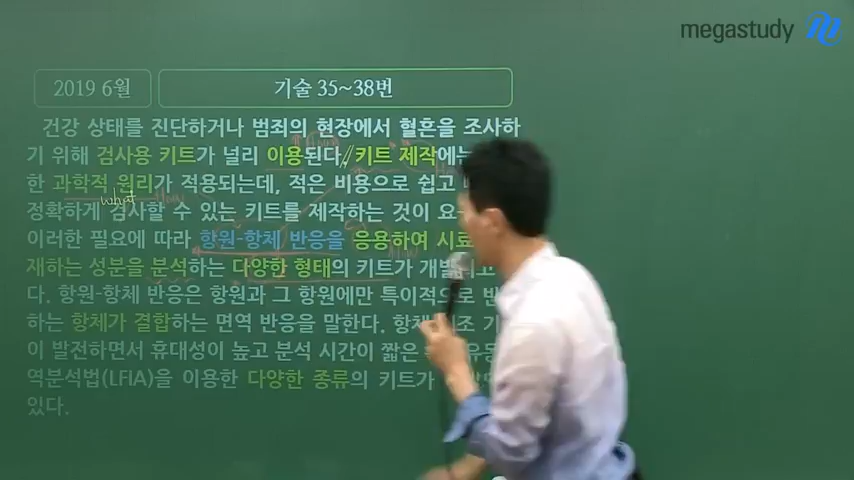 megastudy
2019 6월
기술 35~38번
건강 상태를 진단하거나 범죄의 현장에서 혈흔을 조사하
기 위해 검사용 키트가 널리 이용된다. 키트 제작에는
한 과학적 원리가 적용되는데, 적은 비용으로 쉽고
what How
정확하게 검사할 수 있는 키트를 제작하는 것이
이러한 필요에 따라 항원-항체 반응을 응용하여 시료
재하는 성분을 분석하는 다양한 형태의 키트가
다. 항원-항체 반응은 항원과 그 항원에만 특이적으로
하는 항체가 결합하는 면역 반응을 말한다.
이 발전하면서 휴대성이 높고 분석 시간이 짧은
역분석법(LFIA)을 이용한 다양한 종류의 키트가
있다.